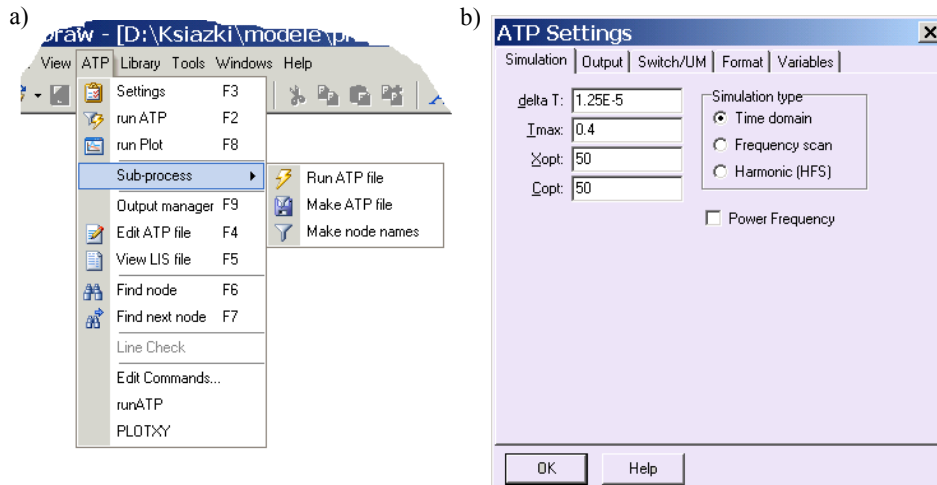 a)
Draw - [D:\Ksiazki\modele\
View ATP Library Tools Windows Help
Settings F3
run ATP F2
run Plot F8
Sub-process
Run ATP file
Make ATP file
Make node names
Output manager F9
Edit ATP file F4
View LIS file F5
Find node F6
Find next node F7
Line Check
Edit Commands...
runATP
PLOTXY
b)
ATP Settings
Simulation Output Switch/UM Format Variables
delta T: 1.25E-5
Tmax: 0.4
Xopt: 50
Copt: 50
Simulation type
Time domain
Frequency scan
Harmonic (HFS)
Power Frequency
OK Help